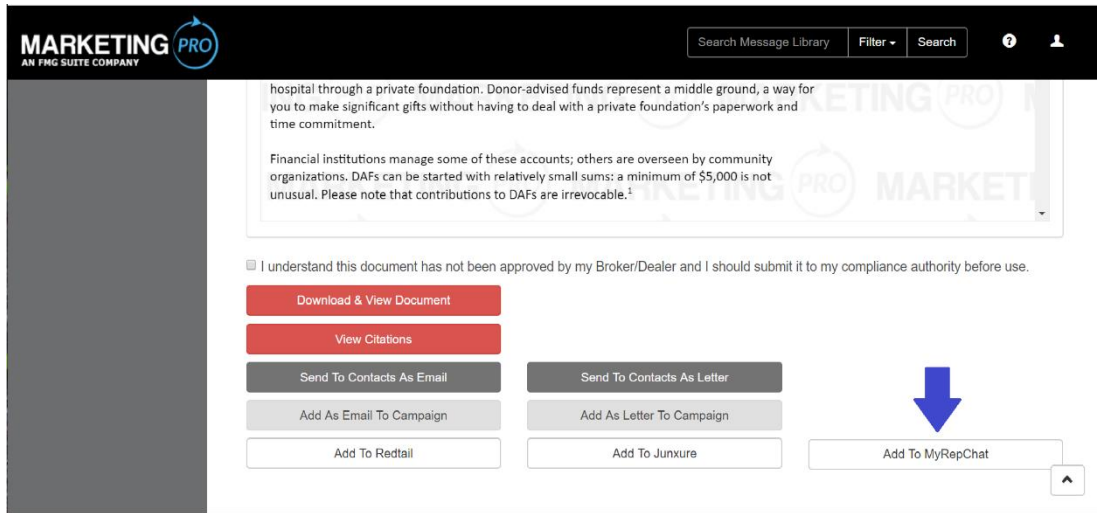 MARKETING PRO
AN FMG SUITE COMPANY
Search Message Library Filter Search
hospital through a private foundation. Donor-advised funds represent a middle ground, a way for
you to make significant gifts without having to deal with a private foundation’s paperwork and
time commitment.
Financial institutions manage some of these accounts; others are overseen by community
organizations. DAFs can be started with relatively small sums: a minimum of $5,000 is not
unusual. Please note that contributions to DAFs are irrevocable.¹
I understand this document has not been approved by my Broker/Dealer and I should submit it to my compliance authority before use.
Download & View Document
View Citations
Send To Contacts As Email Send To Contacts As Letter
Add As Email To Campaign Add As Letter To Campaign
Add To Redtail Add To Junxure Add To MyRepChat